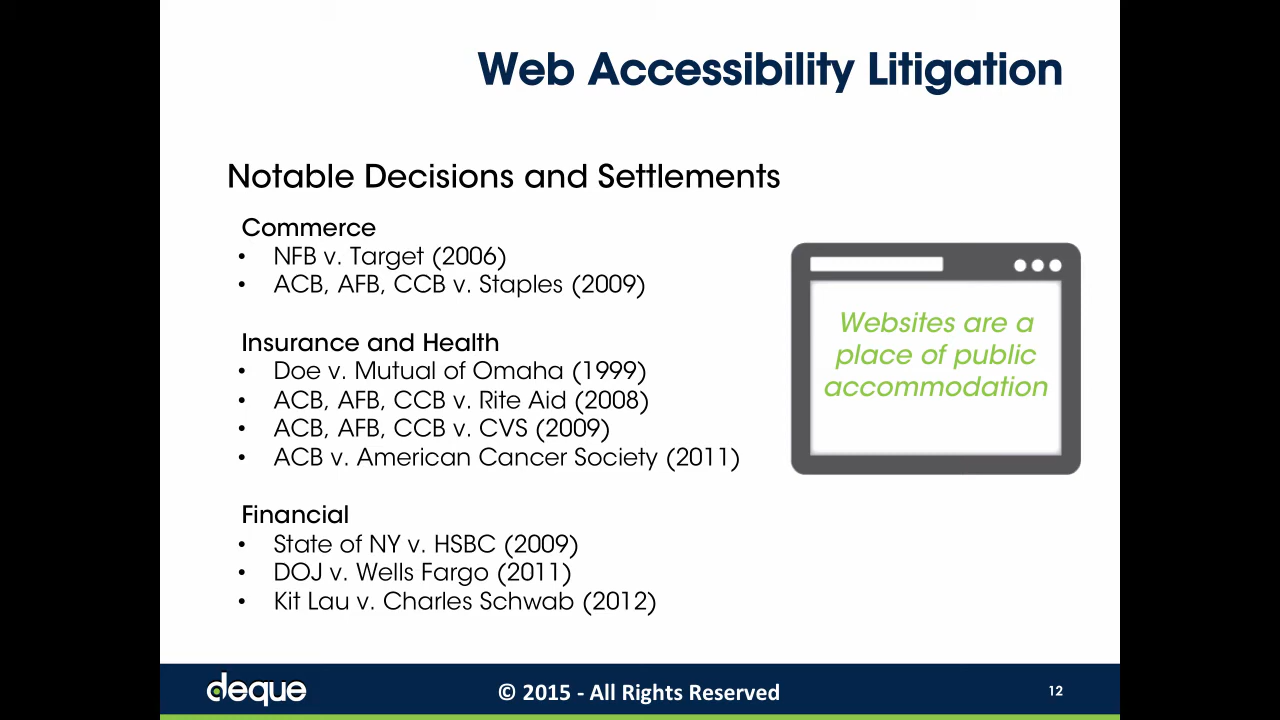 Web Accessibility Litigation
Notable Decisions and Settlements
Commerce
• NFB v. Target (2006)
• ACB, AFB, CCB v. Staples (2009)
Insurance and Health
• Doe v. Mutual of Omaha (1999)
• ACB, AFB, CCB v. Rite Aid (2008)
• ACB, AFB, CCB v. CVS (2009)
• ACB v. American Cancer Society (2011)
Financial
• State of NY v. HSBC (2009)
• DOJ v. Wells Fargo (2011)
• Kit Lau v. Charles Schwab (2012)
Websites are a
place of public
accommodation
deque
© 2015 - All Rights Reserved
12